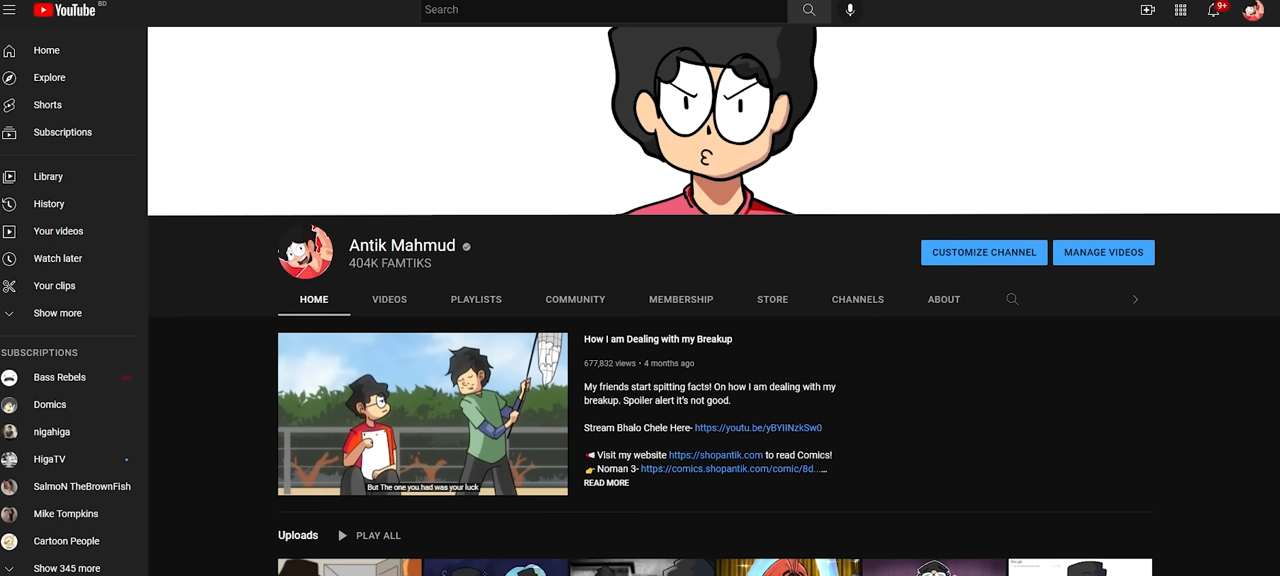 YouTube BD
Search
9+
Home
Explore
Shorts
Subscriptions
Library
History
Your videos
Watch later
Your clips
Show more
SUBSCRIPTIONS
Bass Rebels
Domics
nigahiga
HigaTV
SalmoN TheBrownFish
Mike Tompkins
Cartoon People
Show 345 more
Antik Mahmud
404K FAMTIKS
CUSTOMIZE CHANNEL
MANAGE VIDEOS
HOME VIDEOS PLAYLISTS COMMUNITY MEMBERSHIP STORE CHANNELS ABOUT
But The one you had was your luck
How I am Dealing with my Breakup
677,832 views • 4 months ago
My friends start spitting facts! On how I am dealing with my
breakup. Spoiler alert it's not good.
Stream Bhalo Chele Here- https://youtu.be/yBYIINzkSw0
📢 Visit my website https://shopantik.com to read Comics!
👉 Noman 3- https://comics.shopantik.com/comic/8d...…
READ MORE
Uploads PLAY ALL